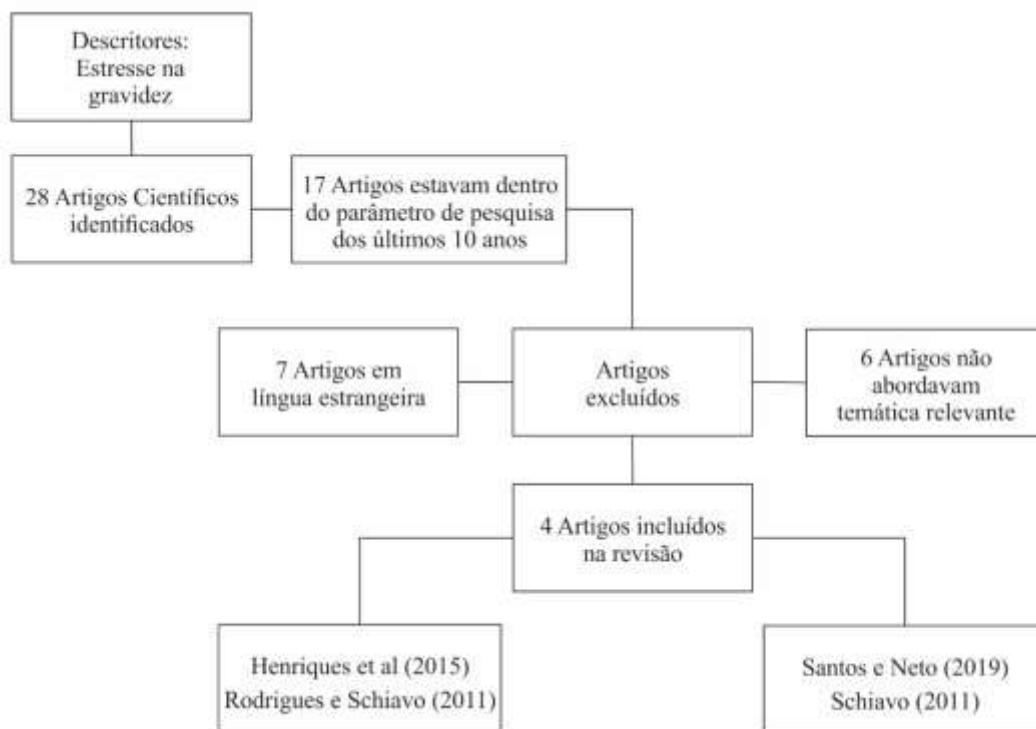 Descritores:
Estresse na
gravidez
28 Artigos Científicos
identificados
17 Artigos estavam dentro
do parâmetro de pesquisa
dos últimos 10 anos
7 Artigos em
língua estrangeira
Artigos
excluídos
6 Artigos não
abordavam
temática relevante
4 Artigos incluídos
na revisão
Henriques et al (2015)
Rodrigues e Schiavo (2011)
Santos e Neto (2019)
Schiavo (2011)